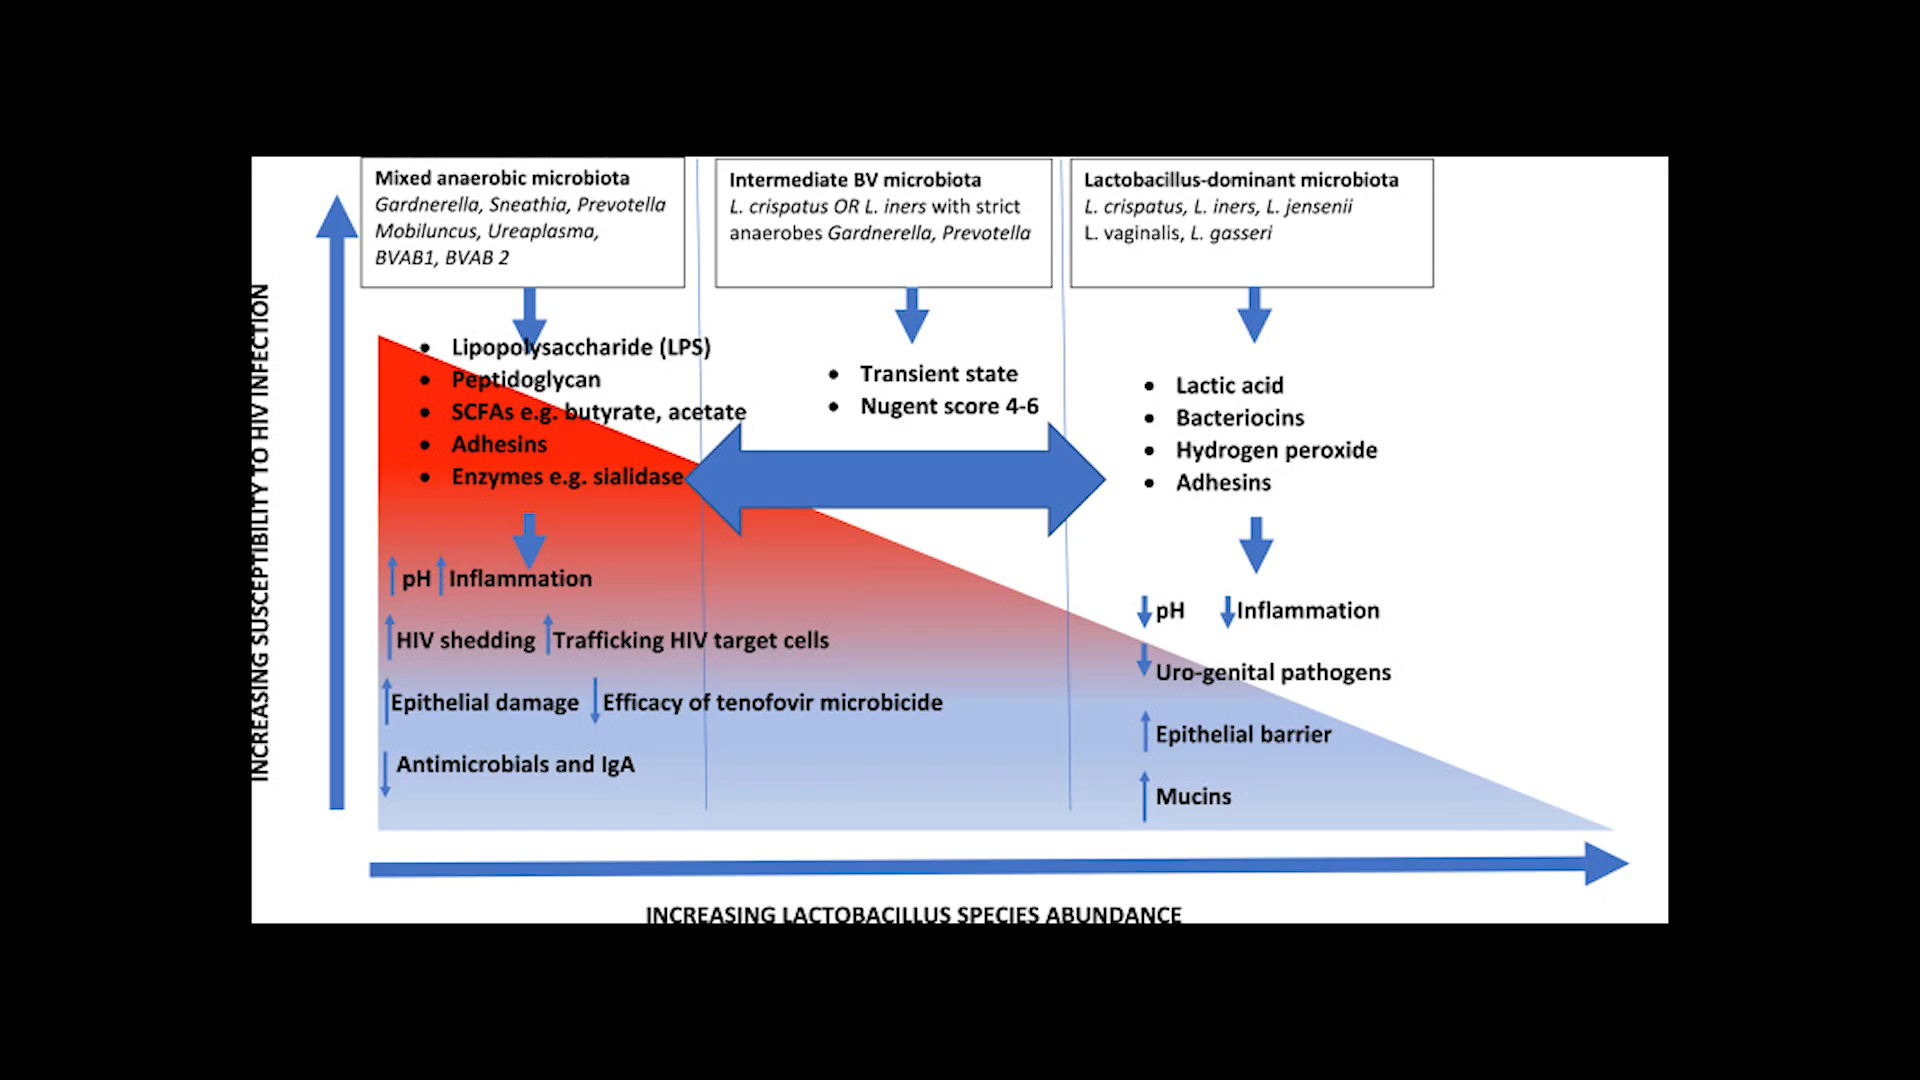 Mixed anaerobic microbiota
Gardnerella, Sneathia, Prevotella
Mobiluncus, Ureaplasma,
BVAB1, BVAB 2
Intermediate BV microbiota
L. crispatus OR L. iners with strict
anaerobes Gardnerella, Prevotella
Lactobacillus-dominant microbiota
L. crispatus, L. iners, L. jensenii
L. vaginalis, L. gasseri
INCREASING SUSCEPTIBILITY TO HIV INFECTION
• Lipopolysaccharide (LPS)
• Peptidoglycan
• SCFAs e.g. butyrate, acetate
• Adhesins
• Enzymes e.g. sialidase
• Transient state
• Nugent score 4-6
• Lactic acid
• Bacteriocins
• Hydrogen peroxide
• Adhesins
pH Inflammation
HIV shedding Trafficking HIV target cells
Epithelial damage Efficacy of tenofovir microbicide
Antimicrobials and IgA
pH Inflammation
Uro-genital pathogens
Epithelial barrier
Mucins
INCREASING LACTOBACILLUS SPECIES ABUNDANCE